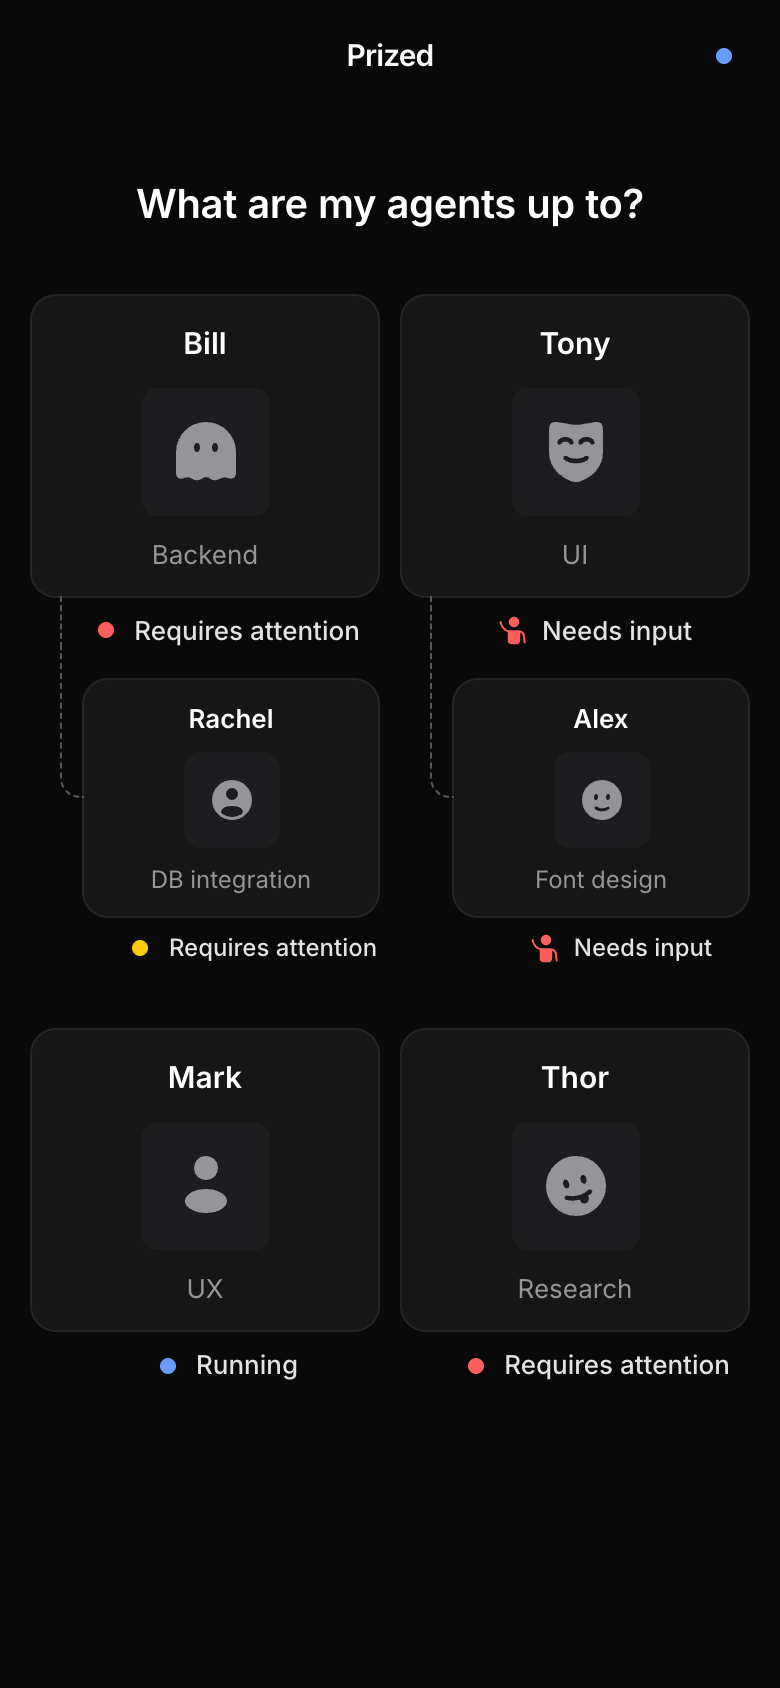 Prized
What are my agents up to?
Bill
Backend
Requires attention
Tony
UI
Needs input
Rachel
DB integration
Requires attention
Alex
Font design
Needs input
Mark
UX
Running
Thor
Research
Requires attention